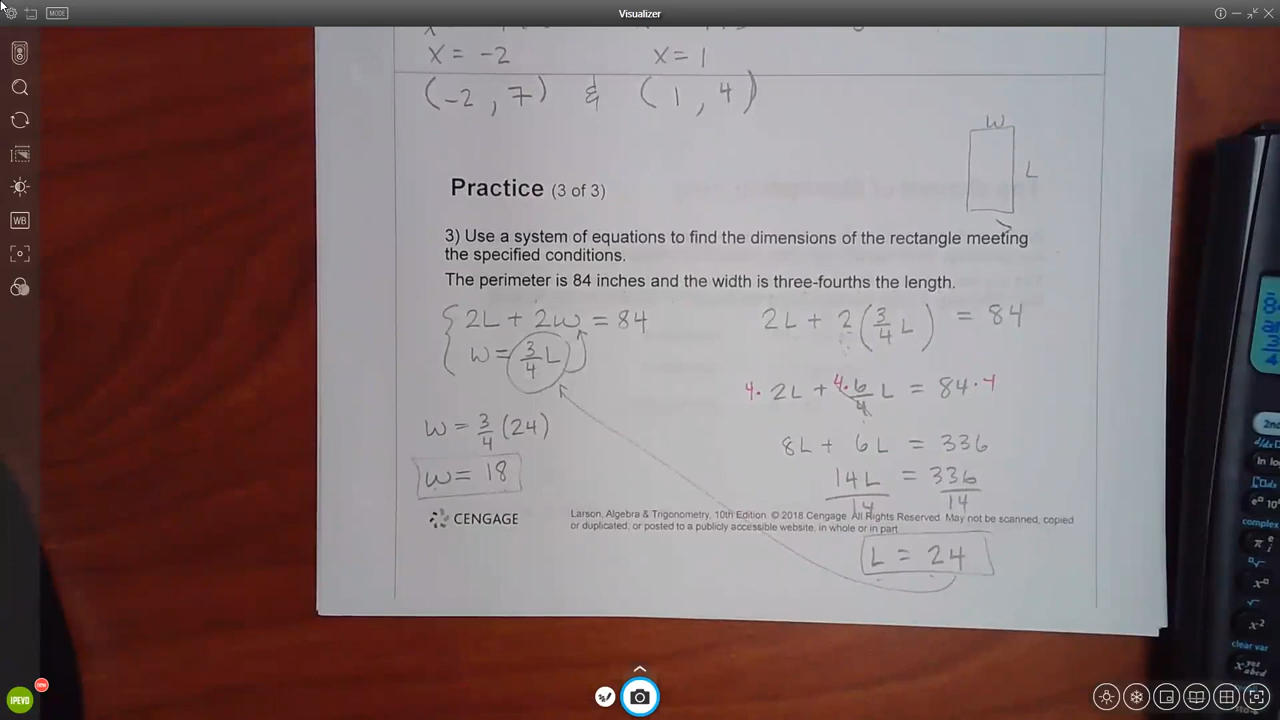 MODE
Visualizer
x = -2 x = 1
(-2, 7) & (1, 4)
W
L
Practice (3 of 3)
3) Use a system of equations to find the dimensions of the rectangle meeting
the specified conditions.
The perimeter is 84 inches and the width is three-fourths the length.
2L + 2W = 84
W = 3/4 L
2L + 2(3/4 L) = 84
4· 2L + 4· 6/4 L = 84 · 4
8L + 6L = 336
14L/14 = 336/14
L = 24
W = 3/4 (24)
W = 18
CENGAGE
Larson, Algebra & Trigonometry, 10th Edition. © 2018 Cengage. All Rights Reserved. May not be scanned, copied
or duplicated, or posted to a publicly accessible website, in whole or in part.
WB
IPEVO
new
2nd
complex
π
x²
clear var